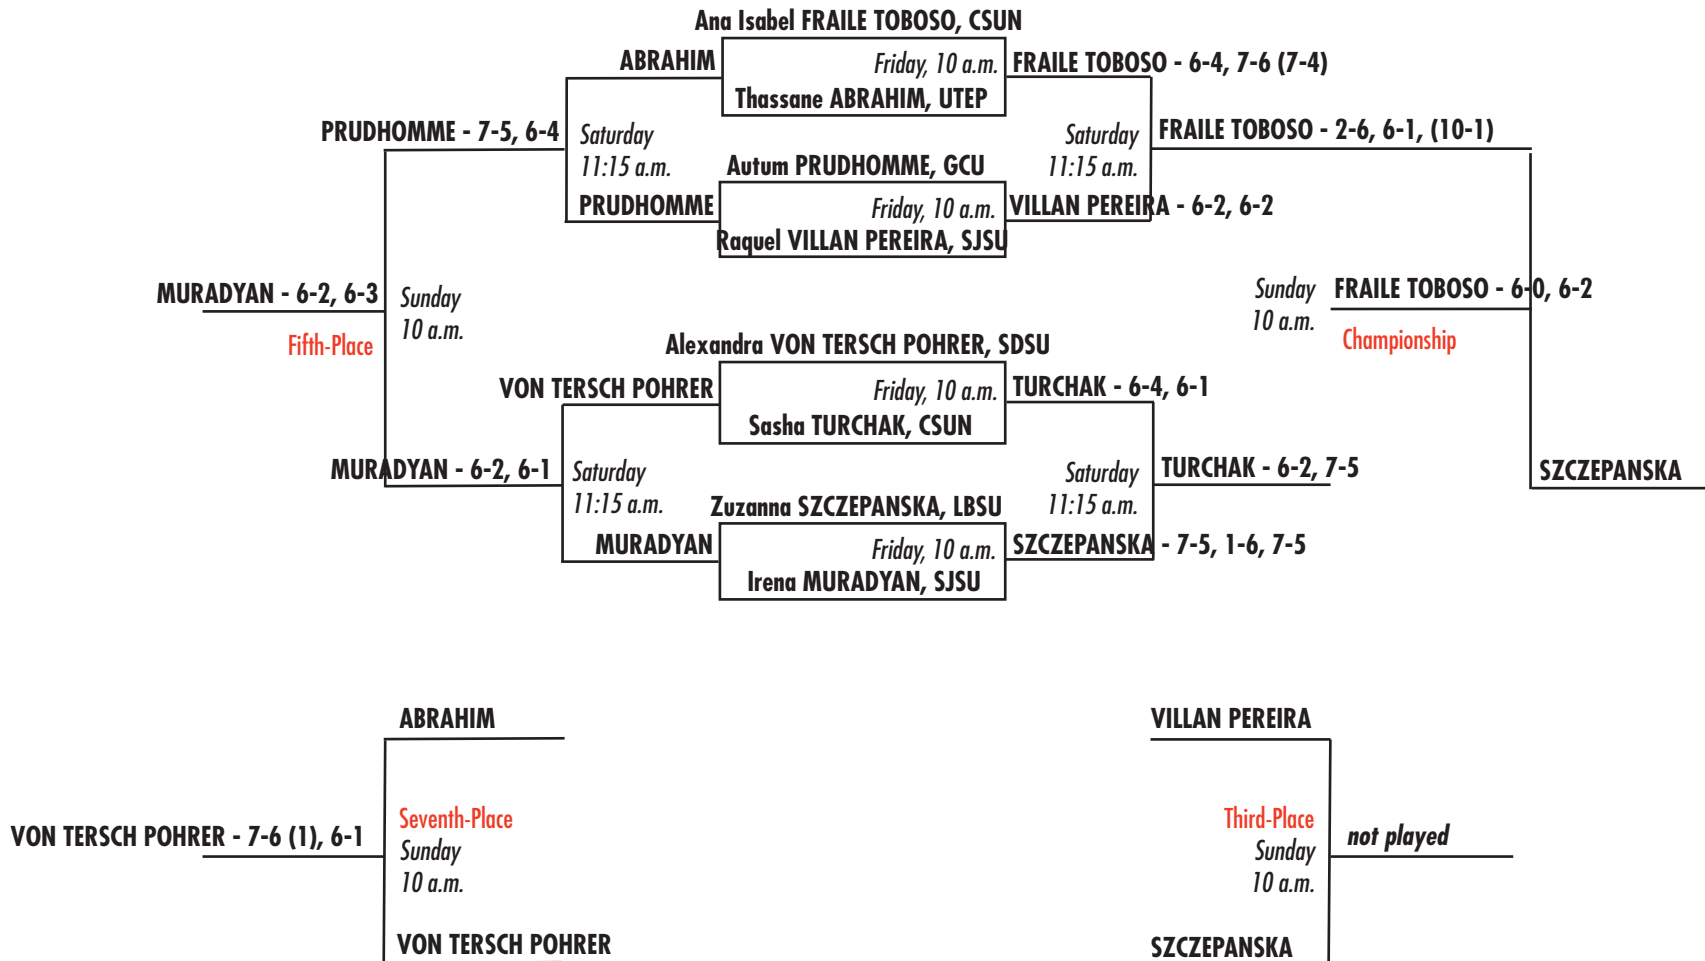 Ana Isabel FRAILE TOBOSO, CSUN
ABRAHIM
Friday, 10 a.m.
FRAILE TOBOSO - 6-4, 7-6 (7-4)
Thassane ABRAHIM, UTEP
PRUDHOMME - 7-5, 6-4
Saturday
11:15 a.m.
Saturday
11:15 a.m.
FRAILE TOBOSO - 2-6, 6-1, (10-1)
Autum PRUDHOMME, GCU
PRUDHOMME
Friday, 10 a.m.
VILLAN PEREIRA - 6-2, 6-2
Raquel VILLAN PEREIRA, SJSU
MURADYAN - 6-2, 6-3
Sunday
10 a.m.
Fifth-Place
Sunday
10 a.m.
FRAILE TOBOSO - 6-0, 6-2
Championship
Alexandra VON TERSCH POHRER, SDSU
VON TERSCH POHRER
Friday, 10 a.m.
TURCHAK - 6-4, 6-1
Sasha TURCHAK, CSUN
MURADYAN - 6-2, 6-1
Saturday
11:15 a.m.
Saturday
11:15 a.m.
TURCHAK - 6-2, 7-5
SZCZEPANSKA
Zuzanna SZCZEPANSKA, LBSU
MURADYAN
Friday, 10 a.m.
SZCZEPANSKA - 7-5, 1-6, 7-5
Irena MURADYAN, SJSU
ABRAHIM
VILLAN PEREIRA
VON TERSCH POHRER - 7-6 (1), 6-1
Seventh-Place
Sunday
10 a.m.
Third-Place
Sunday
10 a.m.
not played
VON TERSCH POHRER
SZCZEPANSKA